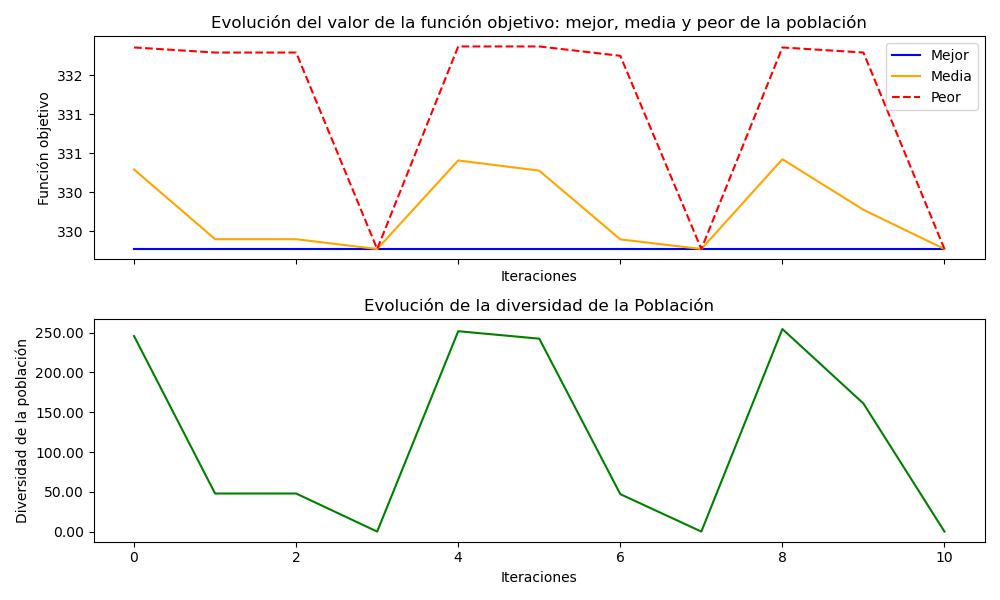 Evolución del valor de la función objetivo: mejor, media y peor de la población
Función objetivo
332
331
331
330
330
Mejor
Media
Peor
Iteraciones
Evolución de la diversidad de la Población
Diversidad de la población
250.00
200.00
150.00
100.00
50.00
0.00
0 2 4 6 8 10
Iteraciones